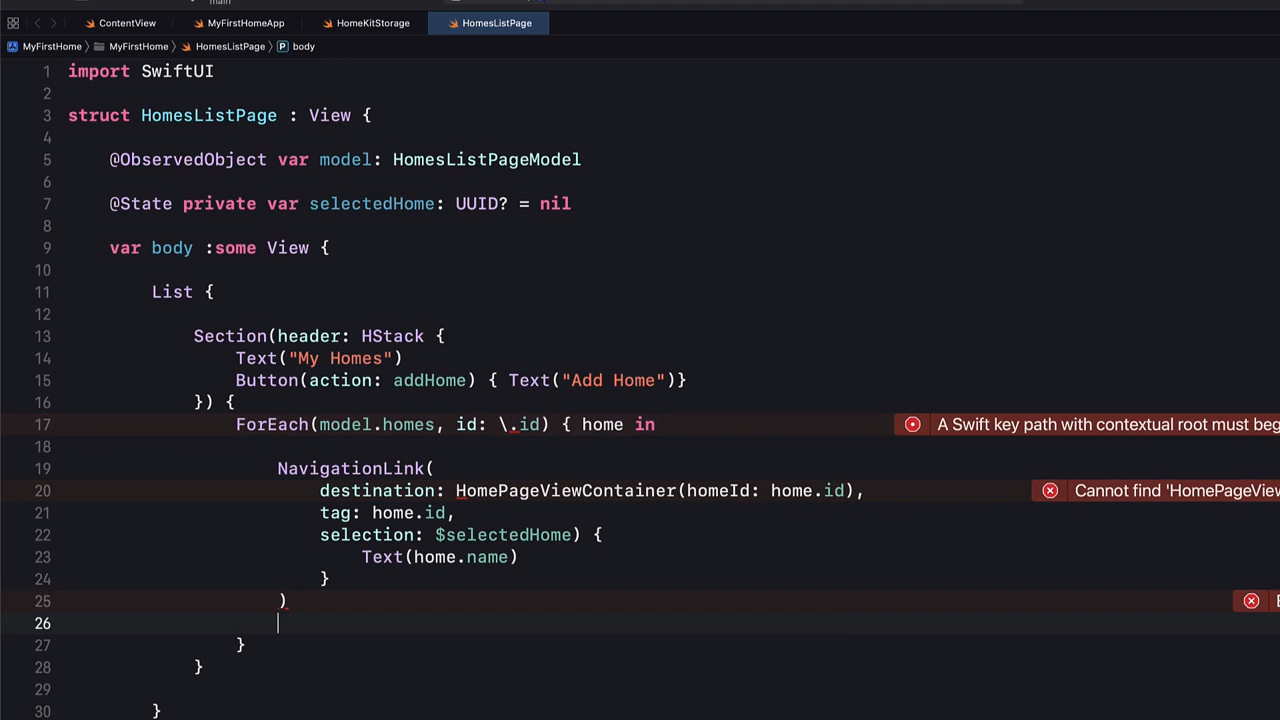 main
ContentView MyFirstHomeApp HomeKitStorage HomesListPage
MyFirstHome MyFirstHome HomesListPage P body
1 import SwiftUI
2
3 struct HomesListPage : View {
4
5 @ObservedObject var model: HomesListPageModel
6
7 @State private var selectedHome: UUID? = nil
8
9 var body :some View {
10
11 List {
12
13 Section(header: HStack {
14 Text("My Homes")
15 Button(action: addHome) { Text("Add Home")}
16 }) {
17 ForEach(model.homes, id: \.id) { home in A Swift key path with contextual root must beg
18
19 NavigationLink(
20 destination: HomePageViewContainer(homeId: home.id), Cannot find 'HomePageView
21 tag: home.id,
22 selection: $selectedHome) {
23 Text(home.name)
24 }
25 )
26
27 }
28 }
29
30 }